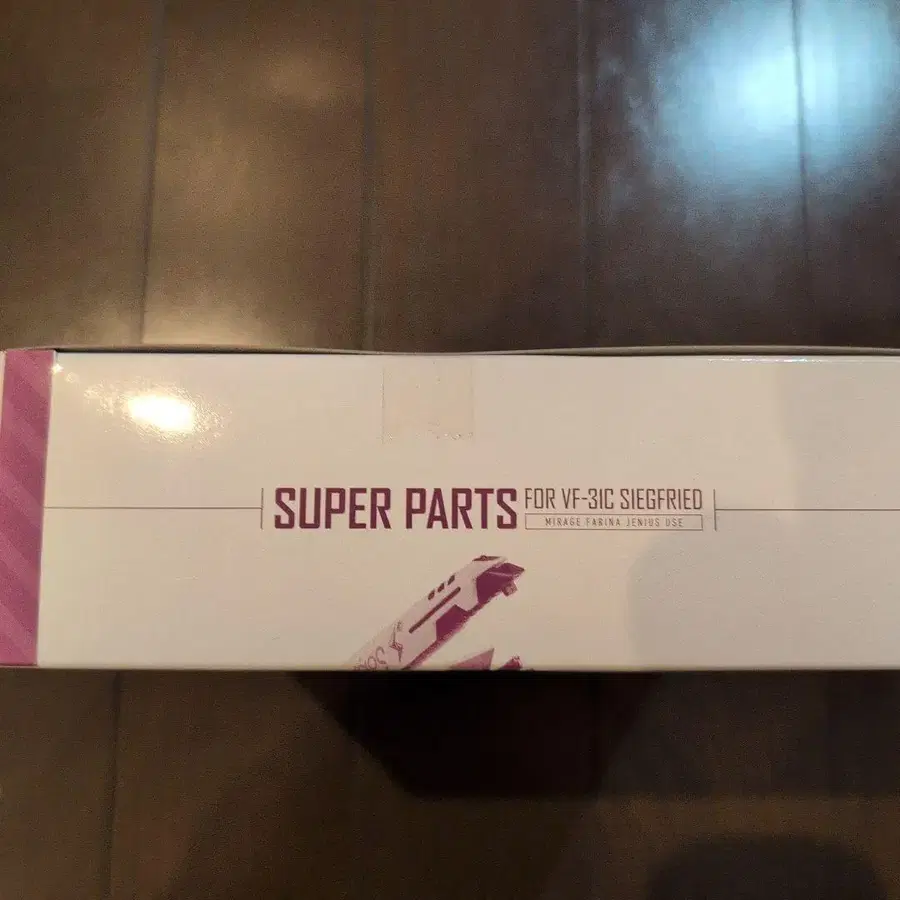 SUPER PARTS
FOR VF-31C SIEGFRIED
MIRAGE FARINA JENIUS USE